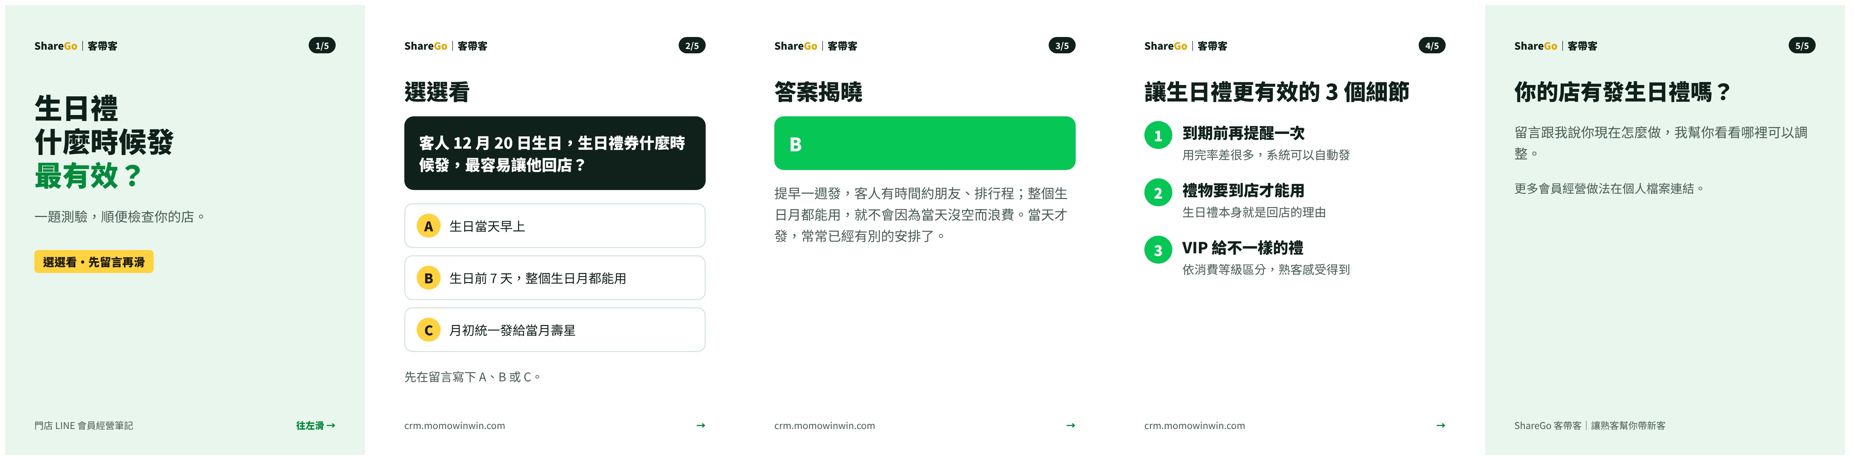 ShareGo｜客帶客
1/5
生日禮
什麼時候發
最有效？
一題測驗，順便檢查你的店。
選選看・先留言再滑
門店 LINE 會員經營筆記
往左滑 →
ShareGo｜客帶客
2/5
選選看
客人 12 月 20 日生日，生日禮券什麼時
候發，最容易讓他回店？
A 生日當天早上
B 生日前 7 天，整個生日月都能用
C 月初統一發給當月壽星
先在留言寫下 A、B 或 C。
crm.momowinwin.com
→
ShareGo｜客帶客
3/5
答案揭曉
B
提早一週發，客人有時間約朋友、排行程；整個生
日月都能用，就不會因為當天沒空而浪費。當天才
發，常常已經有別的安排了。
crm.momowinwin.com
→
ShareGo｜客帶客
4/5
讓生日禮更有效的 3 個細節
1 到期前再提醒一次
用完率差很多，系統可以自動發
2 禮物要到店才能用
生日禮本身就是回店的理由
3 VIP 給不一樣的禮
依消費等級區分，熟客感受得到
crm.momowinwin.com
→
ShareGo｜客帶客
5/5
你的店有發生日禮嗎？
留言跟我說你現在怎麼做，我幫你看看哪裡可以調
整。
更多會員經營做法在個人檔案連結。
ShareGo 客帶客｜讓熟客幫你帶新客